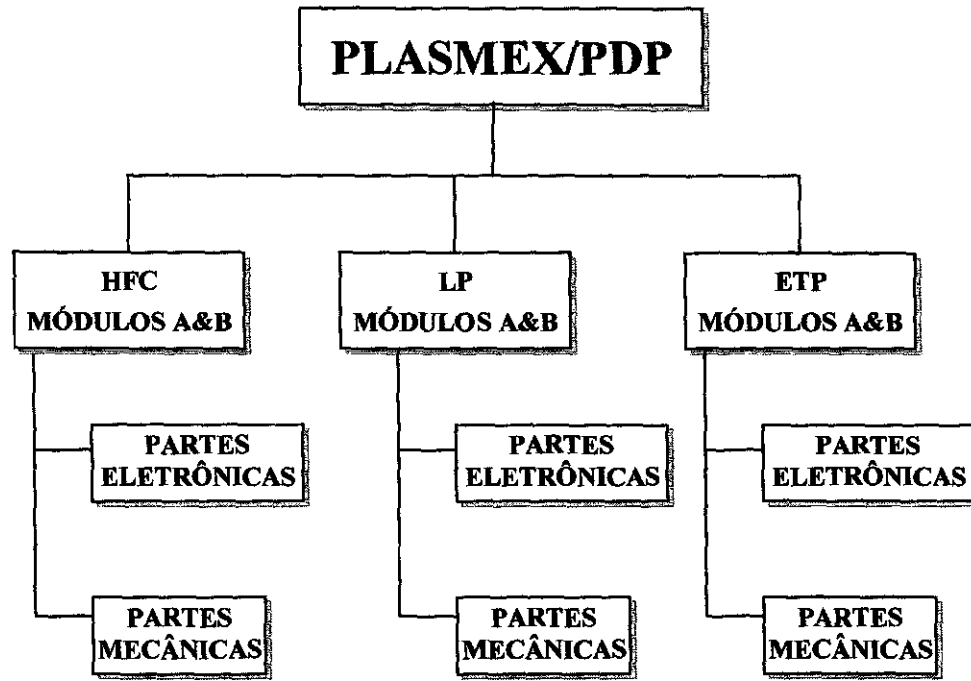 PLASMEX/PDP
HFC
MÓDULOS A&B
LP
MÓDULOS A&B
ETP
MÓDULOS A&B
PARTES
ELETRÔNICAS
PARTES
ELETRÔNICAS
PARTES
ELETRÔNICAS
PARTES
MECÂNICAS
PARTES
MECÂNICAS
PARTES
MECÂNICAS